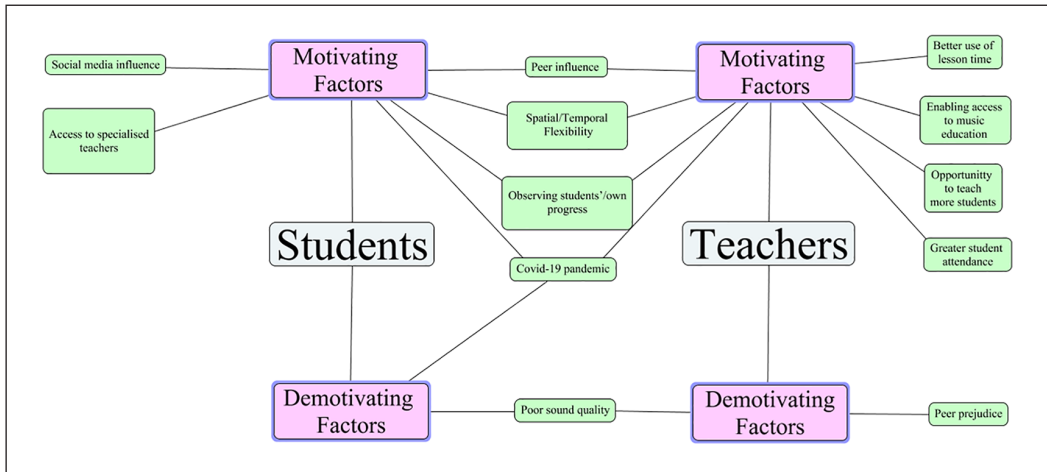 Social media influence
Access to specialised
teachers
Motivating
Factors
Peer influence
Spatial/Temporal
Flexibility
Observing students'/own
progress
Covid-19 pandemic
Motivating
Factors
Better use of
lesson time
Enabling access
to music
education
Opportunitty
to teach
more students
Greater student
attendance
Students
Teachers
Demotivating
Factors
Poor sound quality
Demotivating
Factors
Peer prejudice